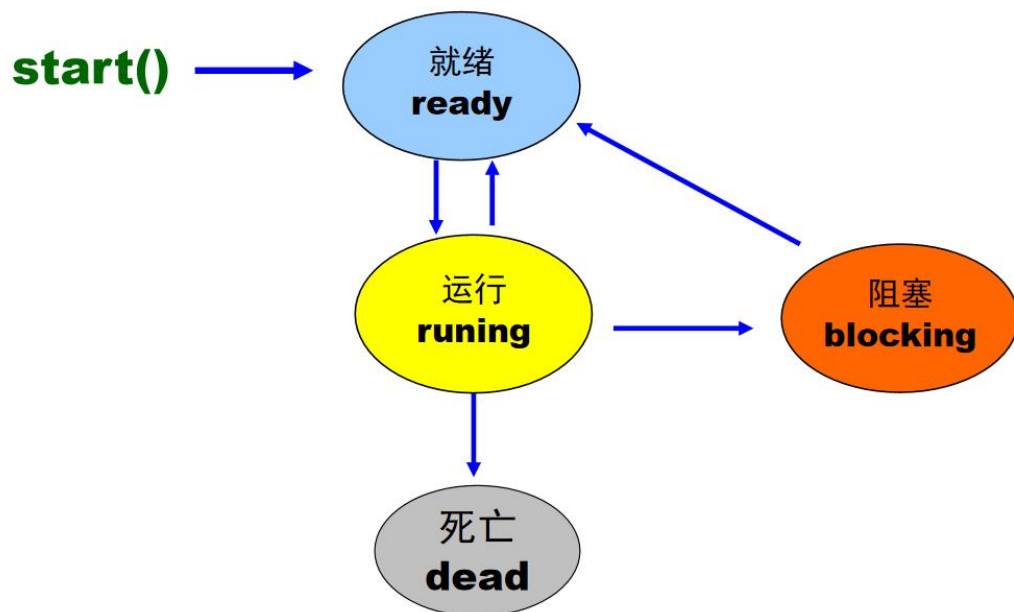 start()
就绪
ready
运行
runing
阻塞
blocking
死亡
dead